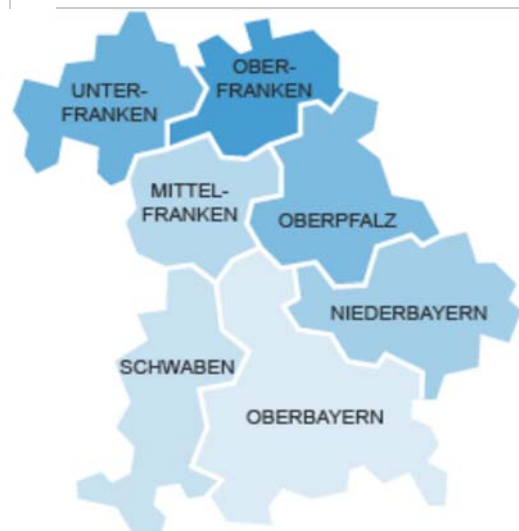 OBER-
FRANKEN
UNTER-
FRANKEN
MITTEL-
FRANKEN
OBERPFALZ
NIEDERBAYERN
SCHWABEN
OBERBAYERN